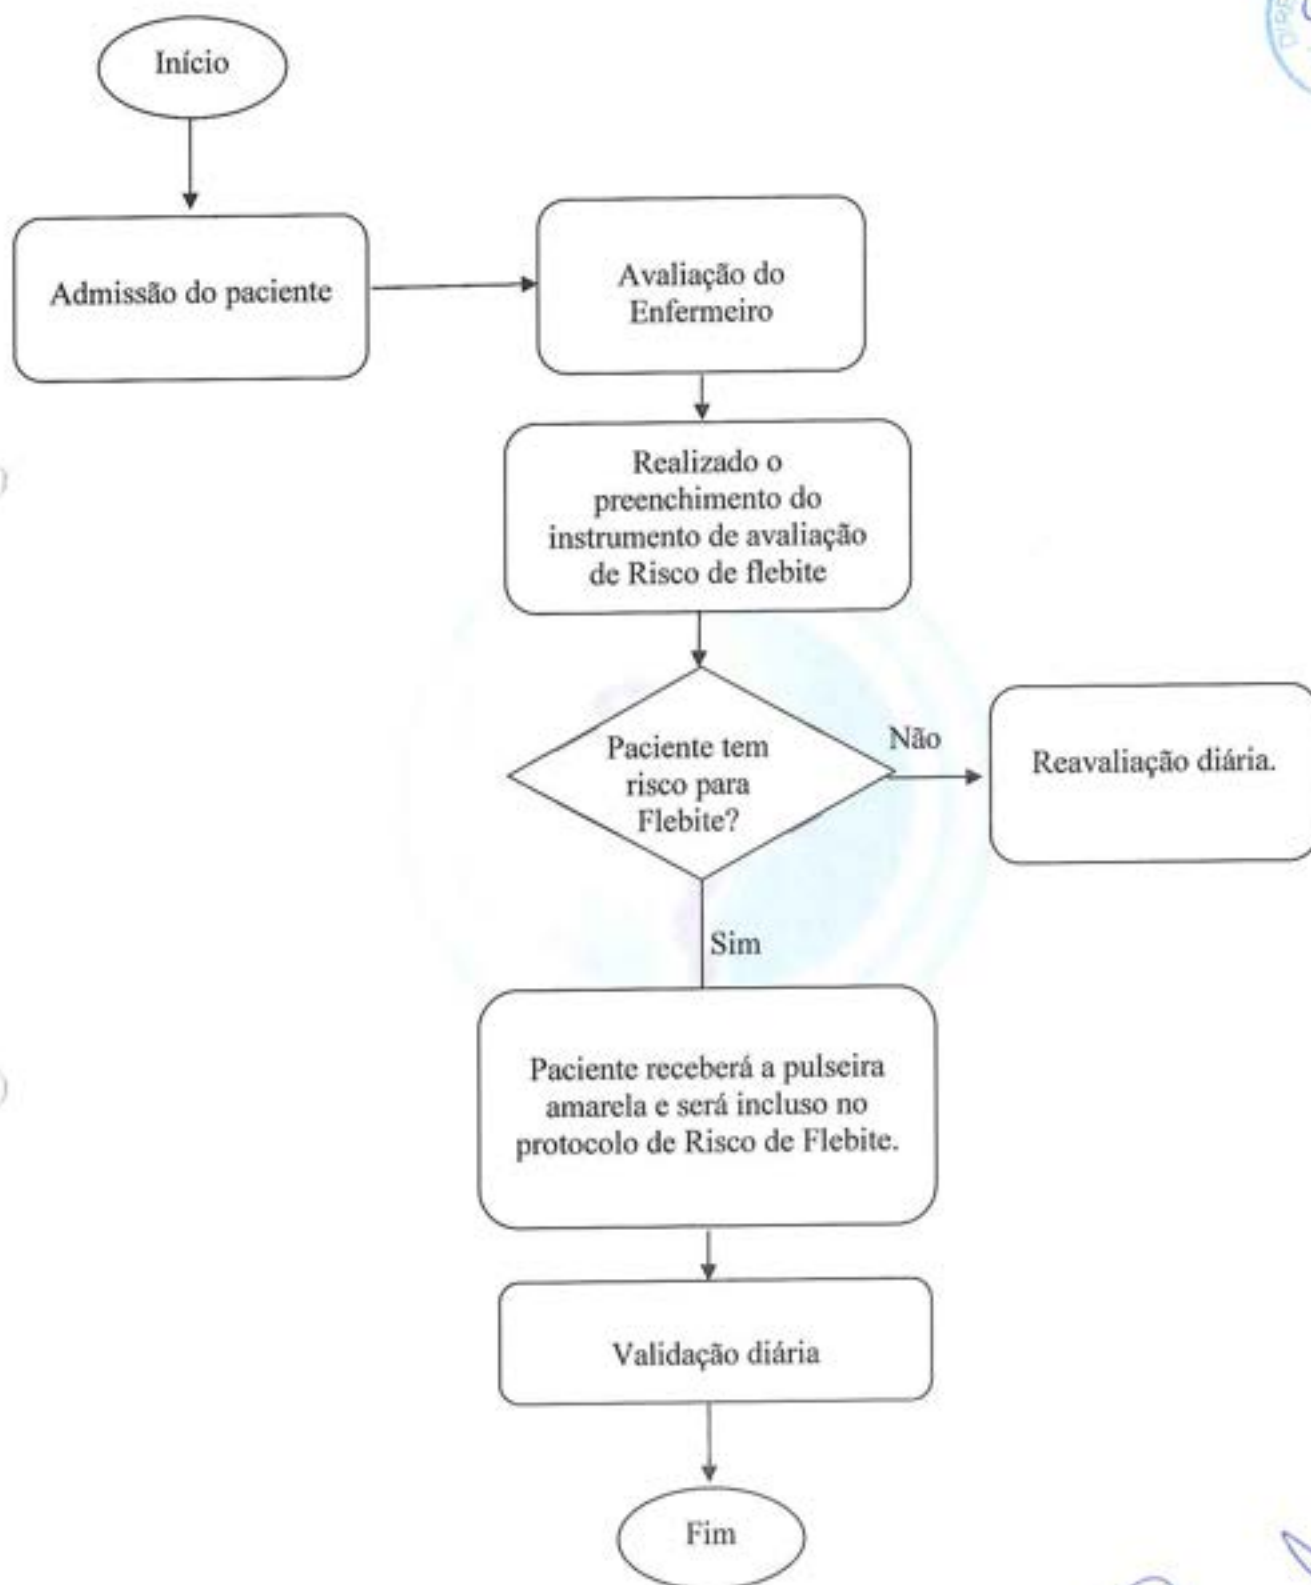 Início
Admissão do paciente
Avaliação do
Enfermeiro
Realizado o
preenchimento do
instrumento de avaliação
de Risco de flebite
Paciente tem
risco para
Flebite?
Não
Reavaliação diária.
Sim
Paciente receberá a pulseira
amarela e será incluso no
protocolo de Risco de Flebite.
Validação diária
Fim